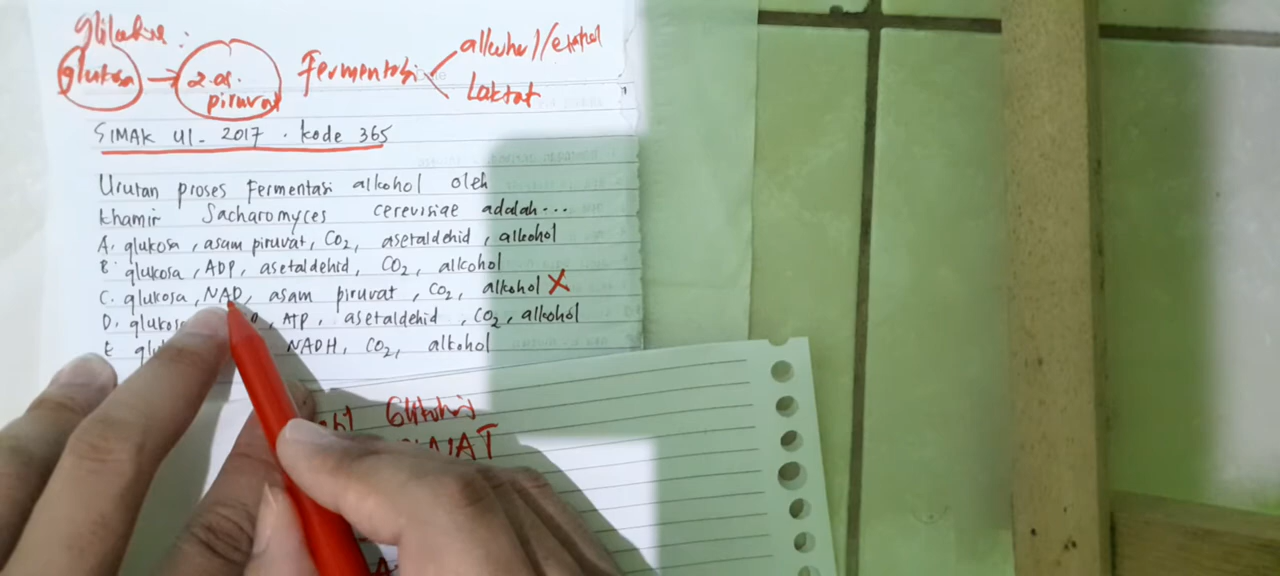 glikolisis :
glukosa → 2 as. piruvat
Fermentasi
alkohol/etanol
Laktat
SIMAK UI - 2017 . kode 365
Urutan proses Fermentasi alkohol oleh
khamir Sacharomyces cerevisiae adalah...
A. glukosa, asam piruvat, CO2, asetaldehid, alkohol
B. glukosa, ADP, asetaldehid, CO2, alkohol
C. glukosa, NAD, asam piruvat, CO2, alkohol X
D. glukos , ATP, asetaldehid, CO2, alkohol
E glu NADH, CO2, alkohol